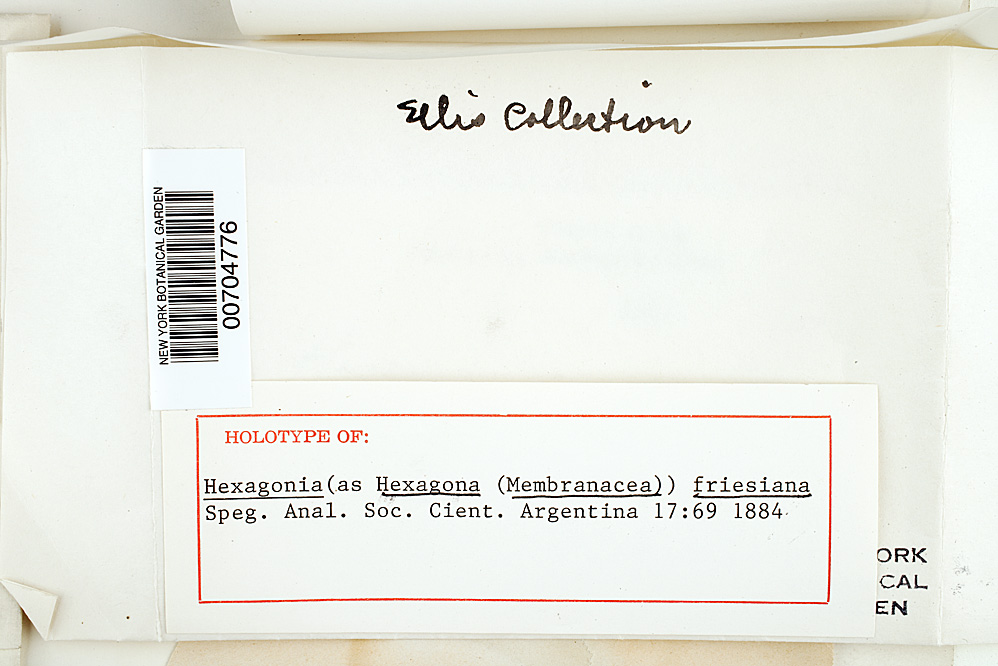 Ellis Collection
NEW YORK BOTANICAL GARDEN
00704776
HOLOTYPE OF:
Hexagonia(as Hexagona (Membranacea)) friesiana
Speg. Anal. Soc. Cient. Argentina 17:69 1884.
ORK
CAL
EN